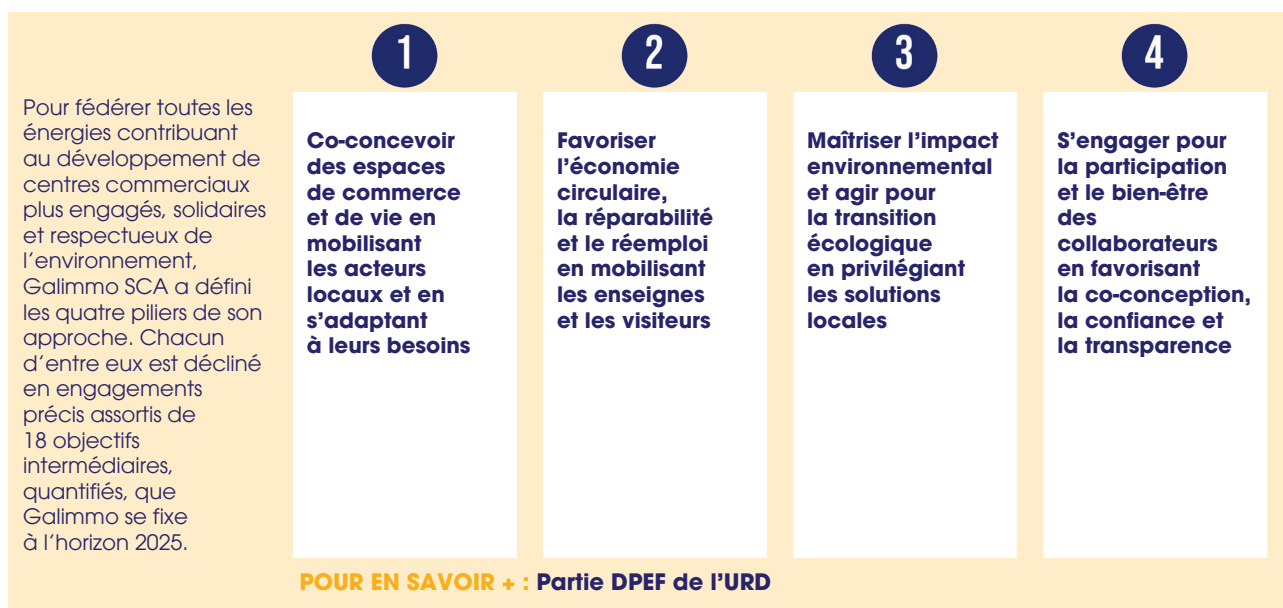 Pour fédérer toutes les
énergies contribuant
au développement de
centres commerciaux
plus engagés, solidaires
et respectueux de
l'environnement,
Galimmo SCA a défini
les quatre piliers de son
approche. Chacun
d'entre eux est décliné
en engagements
précis assortis de
18 objectifs
intermédiaires,
quantifiés, que
Galimmo se fixe
à l'horizon 2025.
1
Co-concevoir
des espaces
de commerce
et de vie en
mobilisant
les acteurs
locaux et en
s'adaptant
à leurs besoins
2
Favoriser
l'économie
circulaire,
la réparabilité
et le réemploi
en mobilisant
les enseignes
et les visiteurs
3
Maîtriser l'impact
environnemental
et agir pour
la transition
écologique
en privilégiant
les solutions
locales
4
S'engager pour
la participation
et le bien-être
des
collaborateurs
en favorisant
la co-conception,
la confiance et
la transparence
POUR EN SAVOIR + : Partie DPEF de l'URD